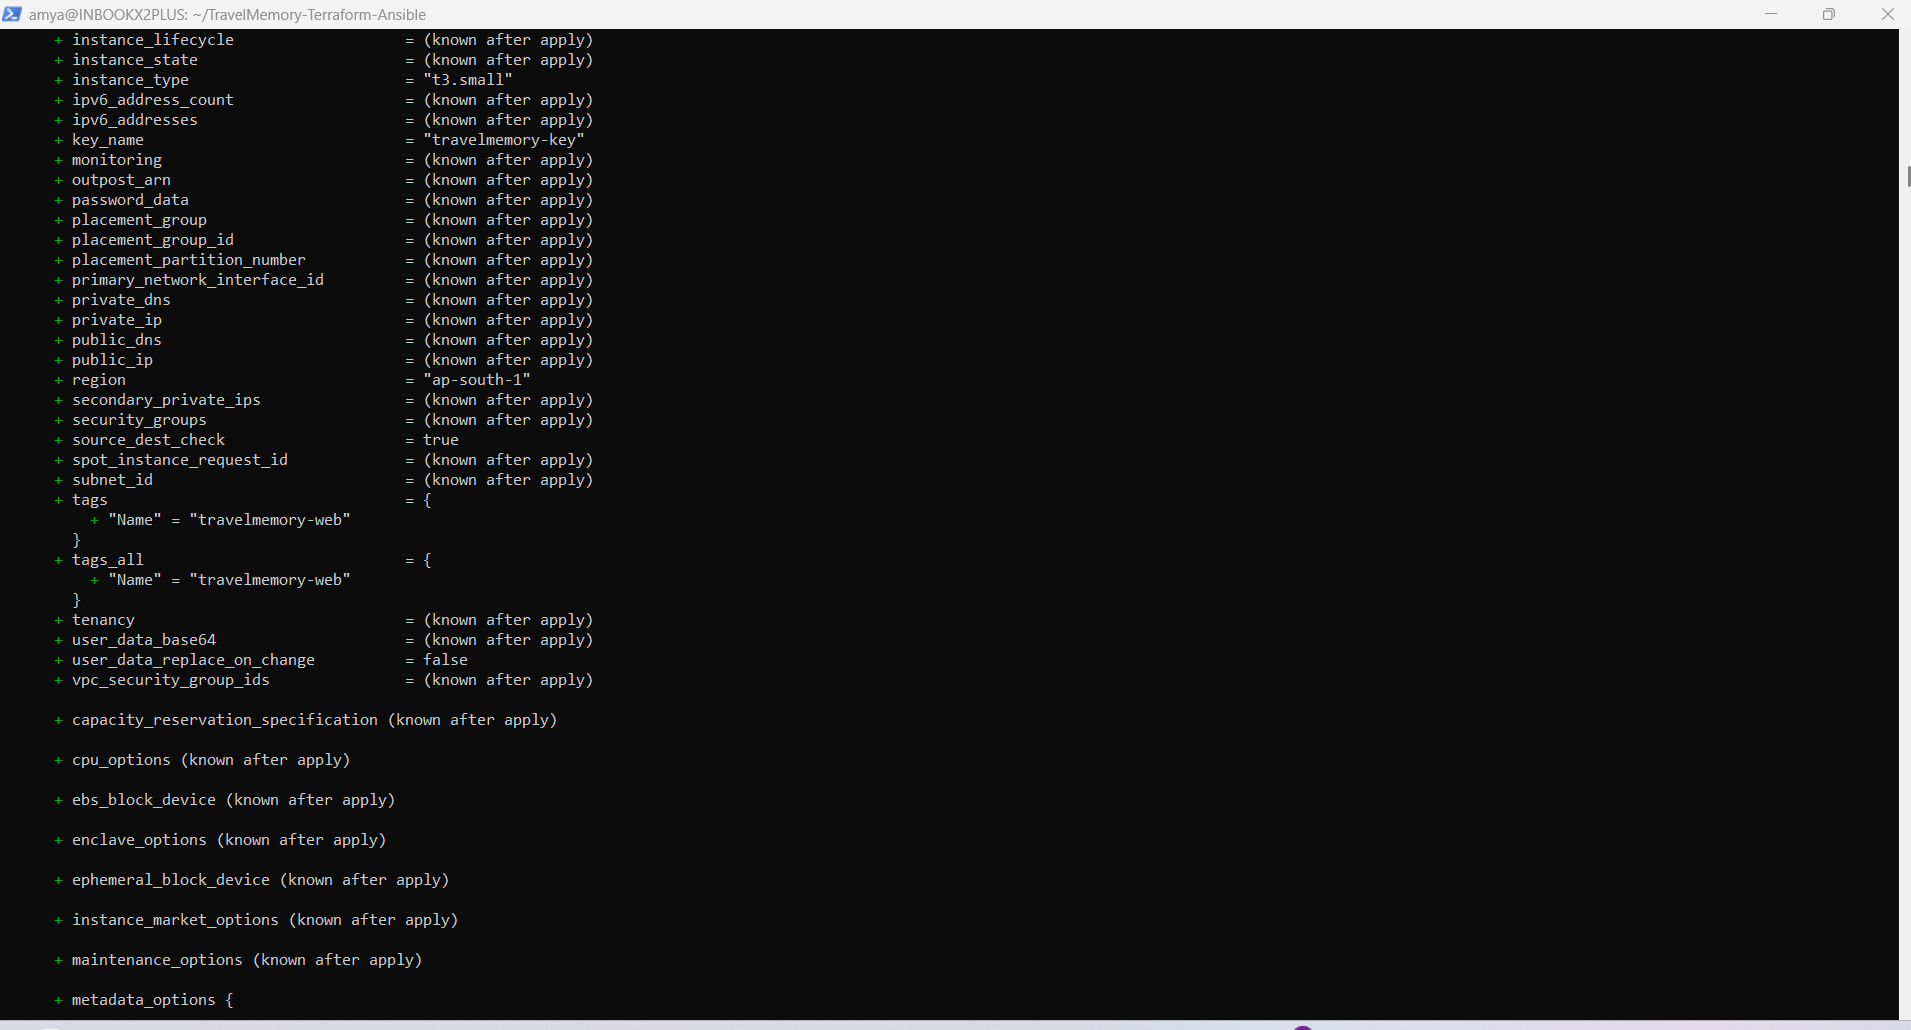 amya@INBOOKX2PLUS: ~/TravelMemory-Terraform-Ansible
+ instance_lifecycle = (known after apply)
+ instance_state = (known after apply)
+ instance_type = "t3.small"
+ ipv6_address_count = (known after apply)
+ ipv6_addresses = (known after apply)
+ key_name = "travelmemory-key"
+ monitoring = (known after apply)
+ outpost_arn = (known after apply)
+ password_data = (known after apply)
+ placement_group = (known after apply)
+ placement_group_id = (known after apply)
+ placement_partition_number = (known after apply)
+ primary_network_interface_id = (known after apply)
+ private_dns = (known after apply)
+ private_ip = (known after apply)
+ public_dns = (known after apply)
+ public_ip = (known after apply)
+ region = "ap-south-1"
+ secondary_private_ips = (known after apply)
+ security_groups = (known after apply)
+ source_dest_check = true
+ spot_instance_request_id = (known after apply)
+ subnet_id = (known after apply)
+ tags = {
+ "Name" = "travelmemory-web"
}
+ tags_all = {
+ "Name" = "travelmemory-web"
}
+ tenancy = (known after apply)
+ user_data_base64 = (known after apply)
+ user_data_replace_on_change = false
+ vpc_security_group_ids = (known after apply)
+ capacity_reservation_specification (known after apply)
+ cpu_options (known after apply)
+ ebs_block_device (known after apply)
+ enclave_options (known after apply)
+ ephemeral_block_device (known after apply)
+ instance_market_options (known after apply)
+ maintenance_options (known after apply)
+ metadata_options {